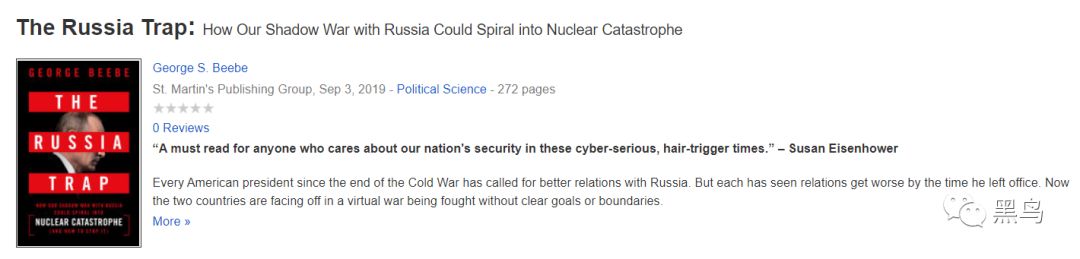 The Russia Trap: How Our Shadow War with Russia Could Spiral into Nuclear Catastrophe
GEORGE BEEBE
THE
RUSSIA
TRAP
HOW OUR SHADOW WAR WITH RUSSIA
COULD SPIRAL INTO
NUCLEAR CATASTROPHE
(AND HOW TO STOP IT)
George S. Beebe
St. Martin's Publishing Group, Sep 3, 2019 - Political Science - 272 pages
0 Reviews
“A must read for anyone who cares about our nation's security in these cyber-serious, hair-trigger times.” – Susan Eisenhower
Every American president since the end of the Cold War has called for better relations with Russia. But each has seen relations get worse by the time he left office. Now
the two countries are facing off in a virtual war being fought without clear goals or boundaries.
More »
黑鸟